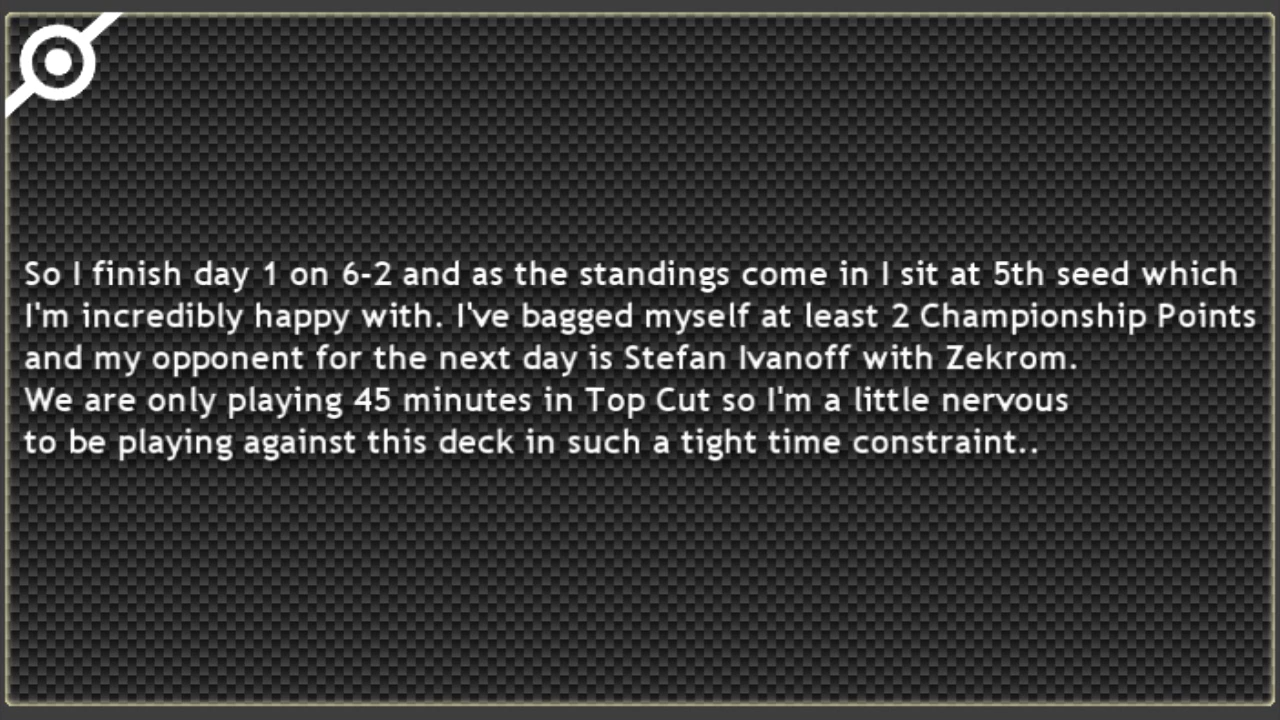 So I finish day 1 on 6-2 and as the standings come in I sit at 5th seed which
I'm incredibly happy with. I've bagged myself at least 2 Championship Points
and my opponent for the next day is Stefan Ivanoff with Zekrom.
We are only playing 45 minutes in Top Cut so I'm a little nervous
to be playing against this deck in such a tight time constraint..